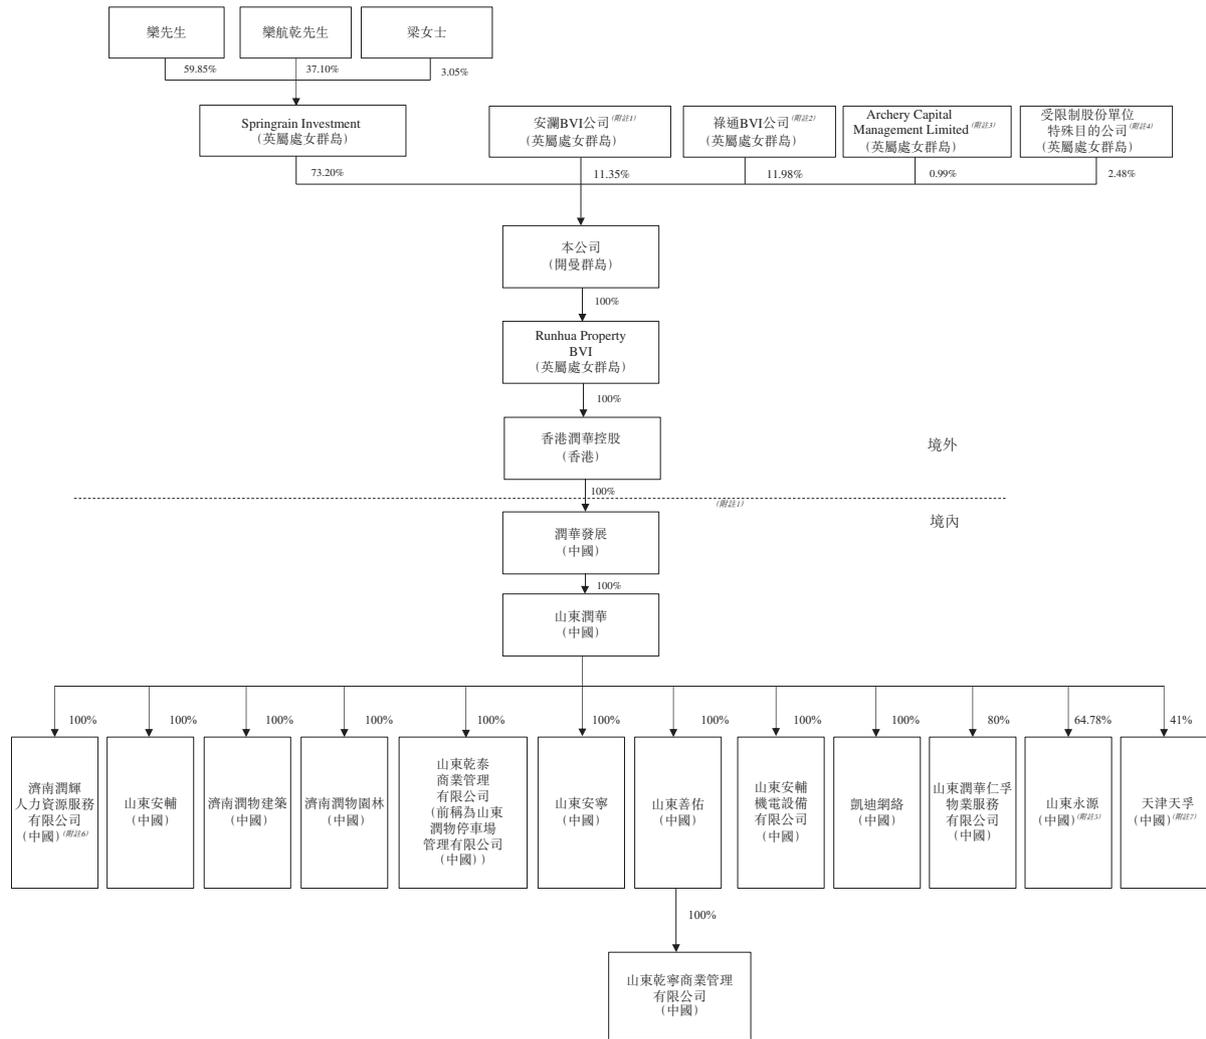 欒先生
欒航乾先生
梁女士
59.85%
37.10%
3.05%
Springrain Investment
(英屬處女群島)
安瀾BVI公司(附註1)
(英屬處女群島)
祿通BVI公司(附註2)
(英屬處女群島)
Archery Capital
Management Limited(附註3)
(英屬處女群島)
受限制股份單位
特殊目的公司(附註4)
(英屬處女群島)
73.20%
11.35%
11.98%
0.99%
2.48%
本公司
(開曼群島)
100%
Runhua Property
BVI
(英屬處女群島)
100%
香港潤華控股
(香港)
境外
100%
(附註1)
境內
潤華發展
(中國)
100%
山東潤華
(中國)
100%
100%
100%
100%
100%
100%
100%
100%
100%
80%
64.78%
41%
濟南潤輝
人力資源服務
有限公司
(中國)(附註6)
山東安輔
(中國)
濟南潤物建築
(中國)
濟南潤物園林
(中國)
山東乾泰
商業管理
有限公司
(前稱為山東
潤物停車場
管理有限公司
(中國))
山東安寧
(中國)
山東善佑
(中國)
山東安輔
機電設備
有限公司
(中國)
凱迪網絡
(中國)
山東潤華仁孚
物業服務
有限公司
(中國)
山東永源
(中國)(附註5)
天津天孚
(中國)(附註7)
100%
山東乾寧商業管理
有限公司
(中國)